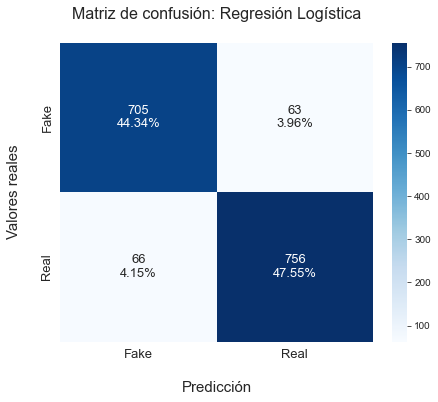 Matriz de confusión: Regresión Logística
Valores reales
Fake
705
44.34%
63
3.96%
Real
66
4.15%
756
47.55%
Fake
Real
Predicción
700
600
500
400
300
200
100